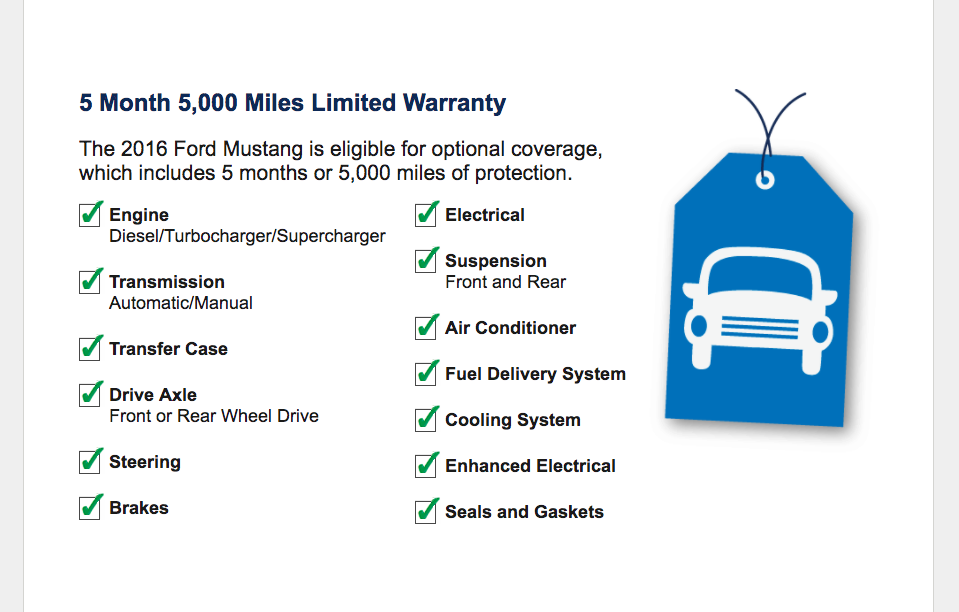 5 Month 5,000 Miles Limited Warranty
The 2016 Ford Mustang is eligible for optional coverage,
which includes 5 months or 5,000 miles of protection.
Engine
Diesel/Turbocharger/Supercharger
Transmission
Automatic/Manual
Transfer Case
Drive Axle
Front or Rear Wheel Drive
Steering
Brakes
Electrical
Suspension
Front and Rear
Air Conditioner
Fuel Delivery System
Cooling System
Enhanced Electrical
Seals and Gaskets